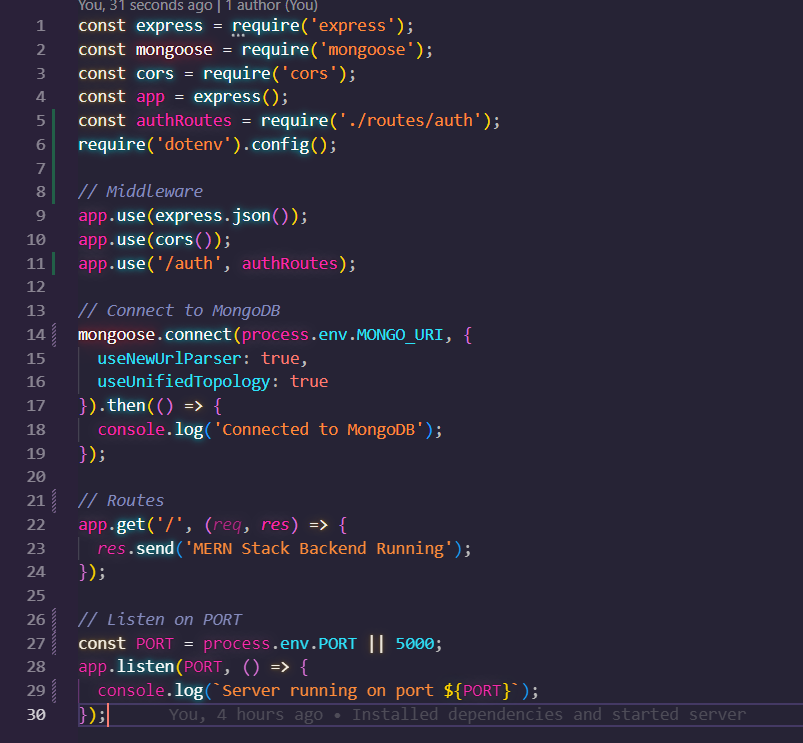 You, 31 seconds ago | 1 author (You)
1 const express = require('express');
2 const mongoose = require('mongoose');
3 const cors = require('cors');
4 const app = express();
5 const authRoutes = require('./routes/auth');
6 require('dotenv').config();
7
8 // Middleware
9 app.use(express.json());
10 app.use(cors());
11 app.use('/auth', authRoutes);
12
13 // Connect to MongoDB
14 mongoose.connect(process.env.MONGO_URI, {
15   useNewUrlParser: true,
16   useUnifiedTopology: true
17 }).then(() => {
18   console.log('Connected to MongoDB');
19 });
20
21 // Routes
22 app.get('/', (req, res) => {
23   res.send('MERN Stack Backend Running');
24 });
25
26 // Listen on PORT
27 const PORT = process.env.PORT || 5000;
28 app.listen(PORT, () => {
29   console.log(`Server running on port ${PORT}`);
30 }); You, 4 hours ago • Installed dependencies and started server